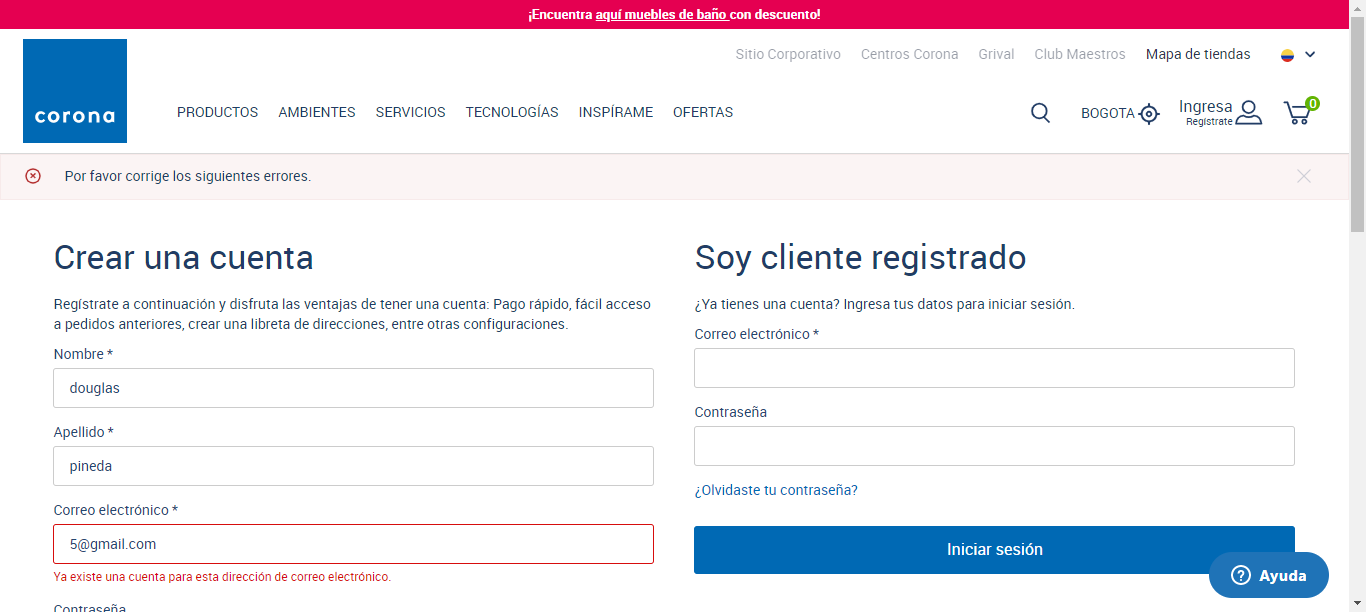 ¡Encuentra aquí muebles de baño con descuento!
Sitio Corporativo Centros Corona Grival Club Maestros Mapa de tiendas
corona
PRODUCTOS AMBIENTES SERVICIOS TECNOLOGÍAS INSPÍRAME OFERTAS
BOGOTA
Ingresa
Regístrate
0
Por favor corrige los siguientes errores.
Crear una cuenta
Regístrate a continuación y disfruta las ventajas de tener una cuenta: Pago rápido, fácil acceso
a pedidos anteriores, crear una libreta de direcciones, entre otras configuraciones.
Nombre *
douglas
Apellido *
pineda
Correo electrónico *
5@gmail.com
Ya existe una cuenta para esta dirección de correo electrónico.
Contraseña
Soy cliente registrado
¿Ya tienes una cuenta? Ingresa tus datos para iniciar sesión.
Correo electrónico *
Contraseña
¿Olvidaste tu contraseña?
Iniciar sesión
Ayuda